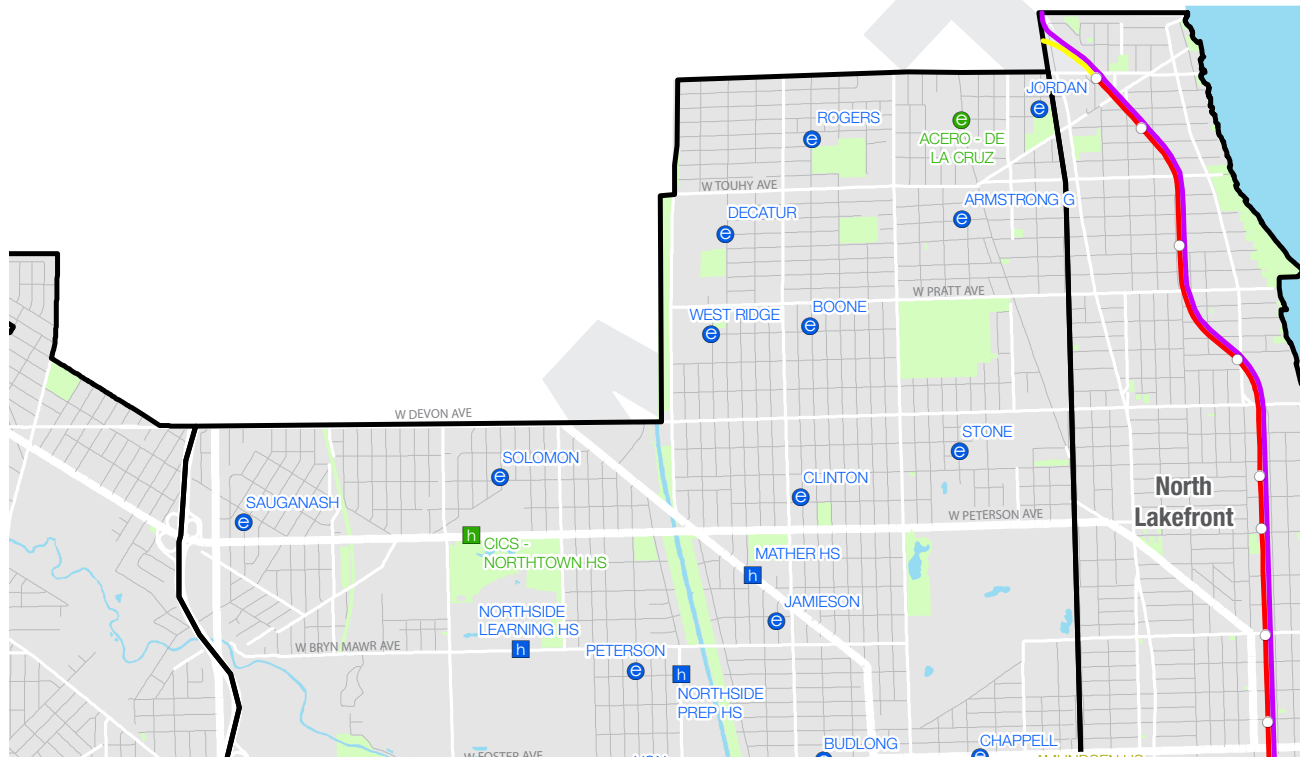 JORDAN
e
ROGERS
e
e
ACERO - DE
LA CRUZ
e
W TOUHY AVE
ARMSTRONG G
e
DECATUR
e
W PRATT AVE
WEST RIDGE
e
BOONE
e
W DEVON AVE
STONE
e
SOLOMON
e
CLINTON
e
North
Lakefront
SAUGANASH
e
W PETERSON AVE
h
CICS -
NORTHTOWN HS
MATHER HS
h
JAMIESON
e
NORTHSIDE
LEARNING HS
h
W BRYN MAWR AVE
PETERSON
e
h
NORTHSIDE
PREP HS
BUDLONG
CHAPPELL
e
W FOSTER AVE
AMUNDSEN HS